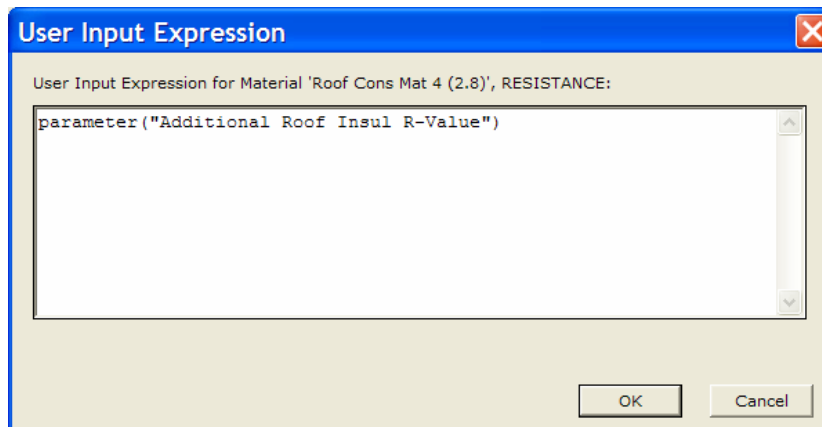 User Input Expression
User Input Expression for Material 'Roof Cons Mat 4 (2.8)', RESISTANCE:
parameter("Additional Roof Insul R-Value")
OK
Cancel